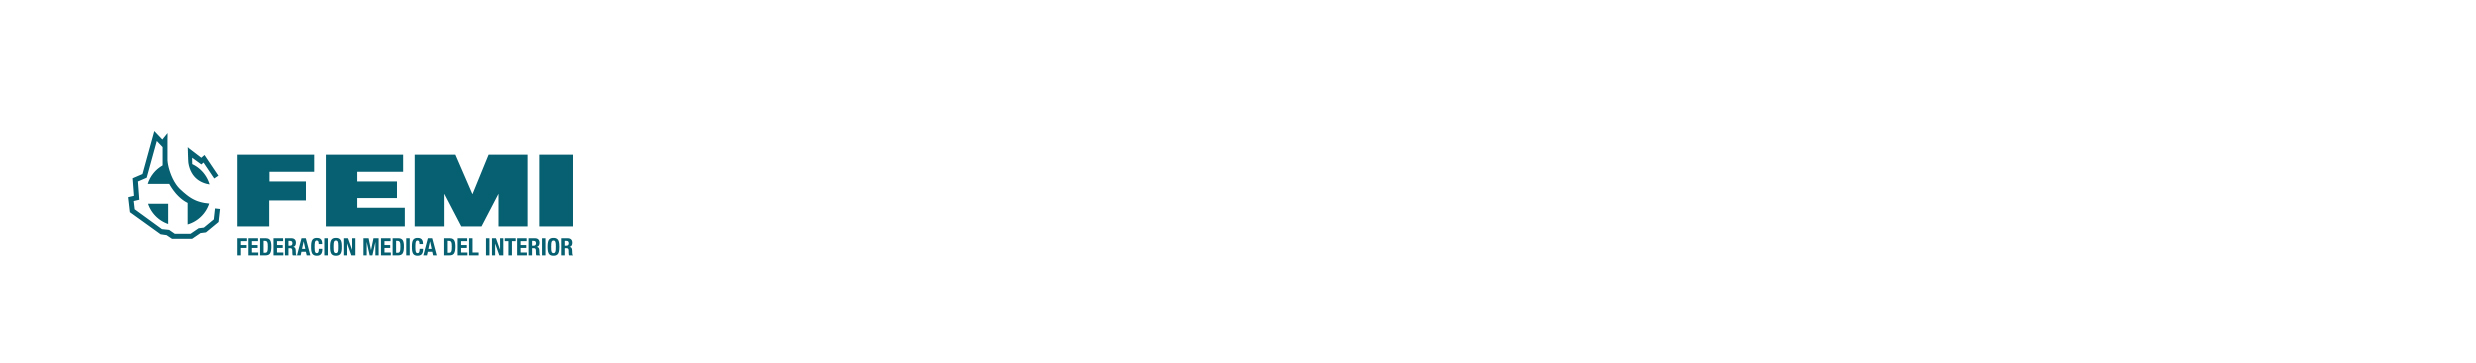 FEMI
FEDERACION MEDICA DEL INTERIOR